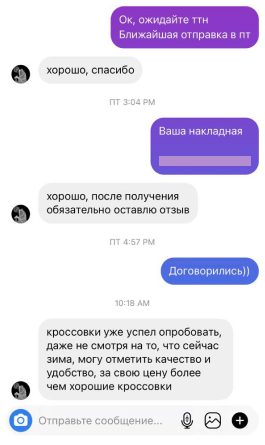 Ок, ожидайте ттн
Ближайшая отправка в пт
хорошо, спасибо
ПТ 3:04 PM
Ваша накладная
хорошо, после получения
обязательно оставлю отзыв
ПТ 4:57 PM
Договорились))
10:18 AM
кроссовки уже успел опробовать,
даже не смотря на то, что сейчас
зима, могу отметить качество и
удобство, за свою цену более
чем хорошие кроссовки
Отправьте сообщение...